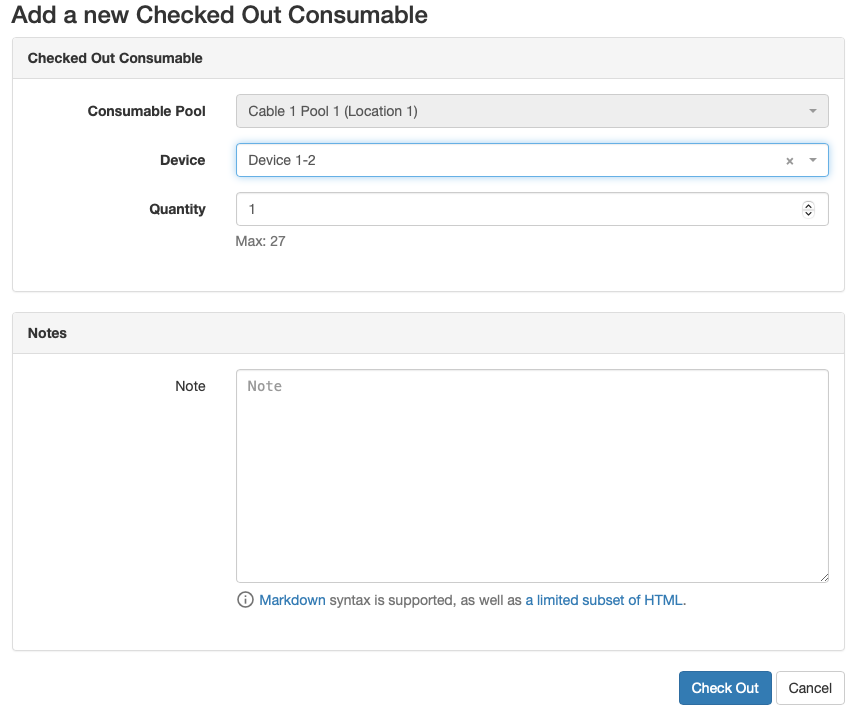 Add a new Checked Out Consumable
Checked Out Consumable
Consumable Pool
Cable 1 Pool 1 (Location 1)
Device
Device 1-2
×
Quantity
1
Max: 27
Notes
Note
Note
Markdown syntax is supported, as well as a limited subset of HTML.
Check Out
Cancel